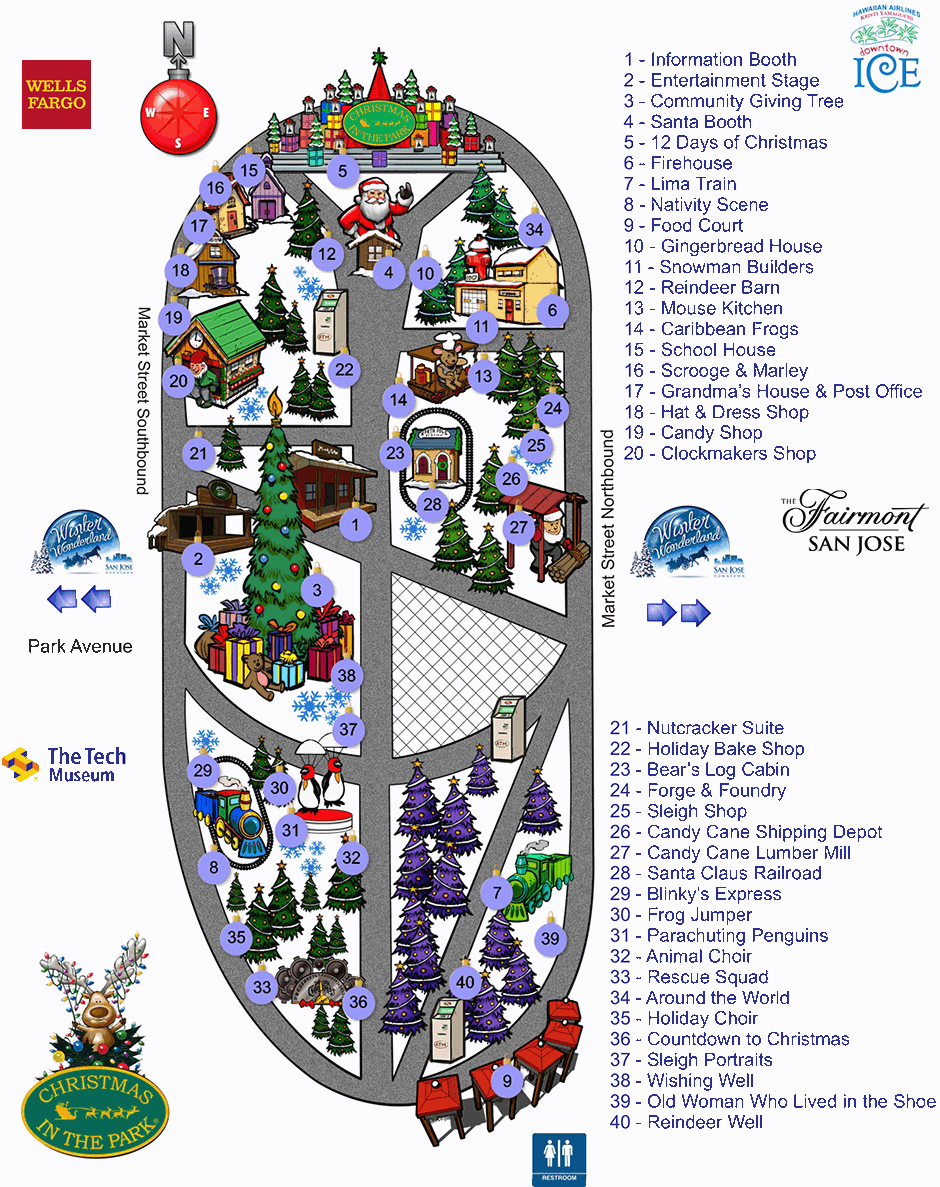 HAWAIIAN AIRLINES
KRISTI YAMAGUCHI
downtown
ICE
N
W
E
S
WELLS
FARGO
CHRISTMAS
IN THE PARK
1 - Information Booth
2 - Entertainment Stage
3 - Community Giving Tree
4 - Santa Booth
5 - 12 Days of Christmas
6 - Firehouse
7 - Lima Train
8 - Nativity Scene
9 - Food Court
10 - Gingerbread House
11 - Snowman Builders
12 - Reindeer Barn
13 - Mouse Kitchen
14 - Caribbean Frogs
15 - School House
16 - Scrooge & Marley
17 - Grandma's House & Post Office
18 - Hat & Dress Shop
19 - Candy Shop
20 - Clockmakers Shop
15
5
16
17
34
12
18
4
10
6
19
11
22
13
20
14
24
21
23
25
26
28
27
1
2
3
38
37
29
30
31
32
8
7
35
39
33
40
36
9
ATM
ATM
ATM
Market Street Southbound
Market Street Northbound
Winter
Wonderland
SAN JOSE
DOWNTOWN
Winter
Wonderland
SAN JOSE
DOWNTOWN
THE
Fairmont
SAN JOSE
Park Avenue
The Tech
Museum
21 - Nutcracker Suite
22 - Holiday Bake Shop
23 - Bear's Log Cabin
24 - Forge & Foundry
25 - Sleigh Shop
26 - Candy Cane Shipping Depot
27 - Candy Cane Lumber Mill
28 - Santa Claus Railroad
29 - Blinky's Express
30 - Frog Jumper
31 - Parachuting Penguins
32 - Animal Choir
33 - Rescue Squad
34 - Around the World
35 - Holiday Choir
36 - Countdown to Christmas
37 - Sleigh Portraits
38 - Wishing Well
39 - Old Woman Who Lived in the Shoe
40 - Reindeer Well
CHRISTMAS
IN THE PARK®
RESTROOM